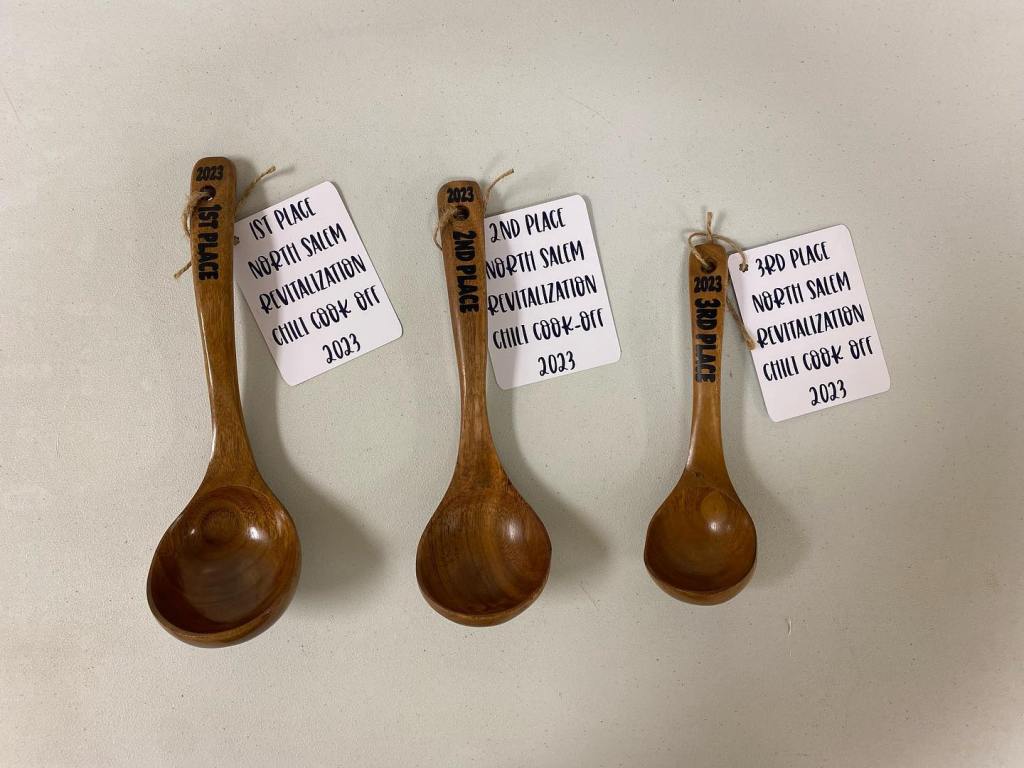 2023
1ST PLACE
1ST PLACE
NORTH SALEM
REVITALIZATION
CHILI COOK OFF
2023
2023
2ND PLACE
2ND PLACE
NORTH SALEM
REVITALIZATION
CHILI COOK-OFF
2023
2023
3RD PLACE
3RD PLACE
NORTH SALEM
REVITALIZATION
CHILI COOK OFF
2023